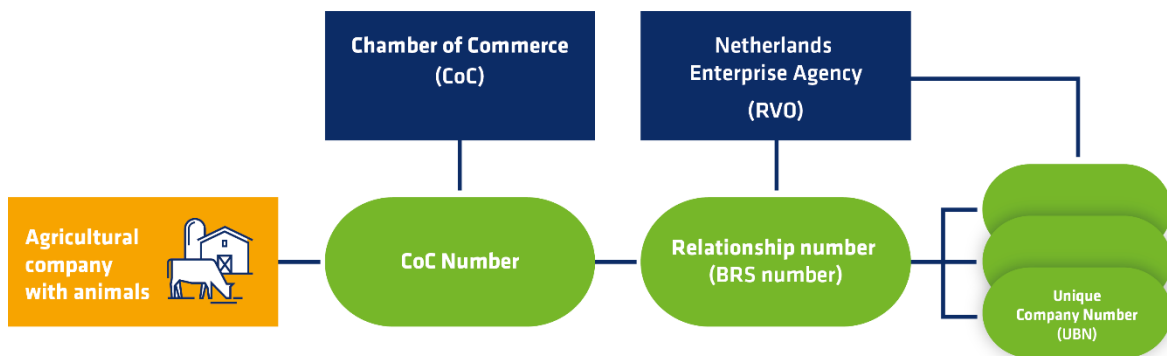 Chamber of Commerce
(CoC)
Netherlands
Enterprise Agency
(RVO)
Agricultural
company
with animals
CoC Number
Relationship number
(BRS number)
Unique
Company Number
(UBN)